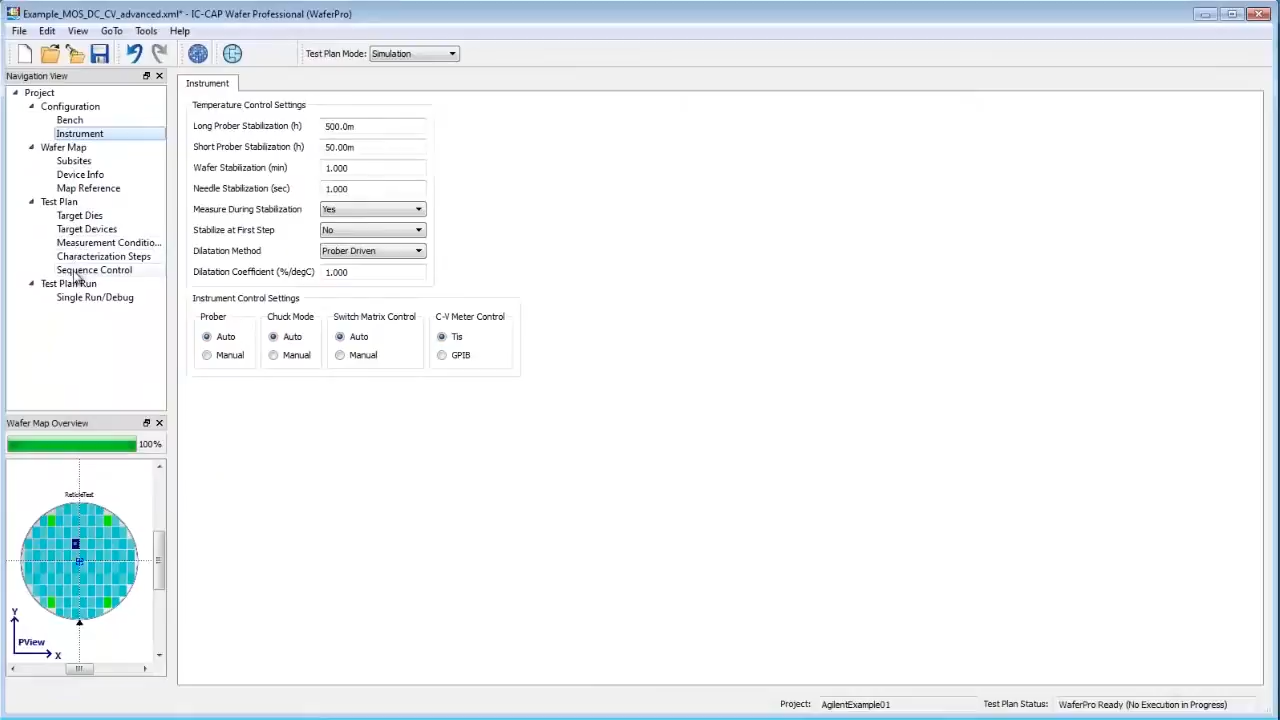 Example_MOS_DC_CV_advanced.xml* - IC-CAP Wafer Professional (WaferPro)
File Edit View GoTo Tools Help
Test Plan Mode: Simulation
Navigation View
Project
Configuration
Bench
Instrument
Wafer Map
Subsites
Device Info
Map Reference
Test Plan
Target Dies
Target Devices
Measurement Conditio...
Characterization Steps
Sequence Control
Test Plan Run
Single Run/Debug
Wafer Map Overview
100%
ReticleTest
Y
PView
X
Instrument
Temperature Control Settings
Long Prober Stabilization (h) 500.0m
Short Prober Stabilization (h) 50.00m
Wafer Stabilization (min) 1.000
Needle Stabilization (sec) 1.000
Measure During Stabilization Yes
Stabilize at First Step No
Dilatation Method Prober Driven
Dilatation Coefficient (%/degC) 1.000
Instrument Control Settings
Prober Chuck Mode Switch Matrix Control C-V Meter Control
Auto Auto Auto Tis
Manual Manual Manual GPIB
Project: AgilentExample01 Test Plan Status: WaferPro Ready (No Execution in Progress)